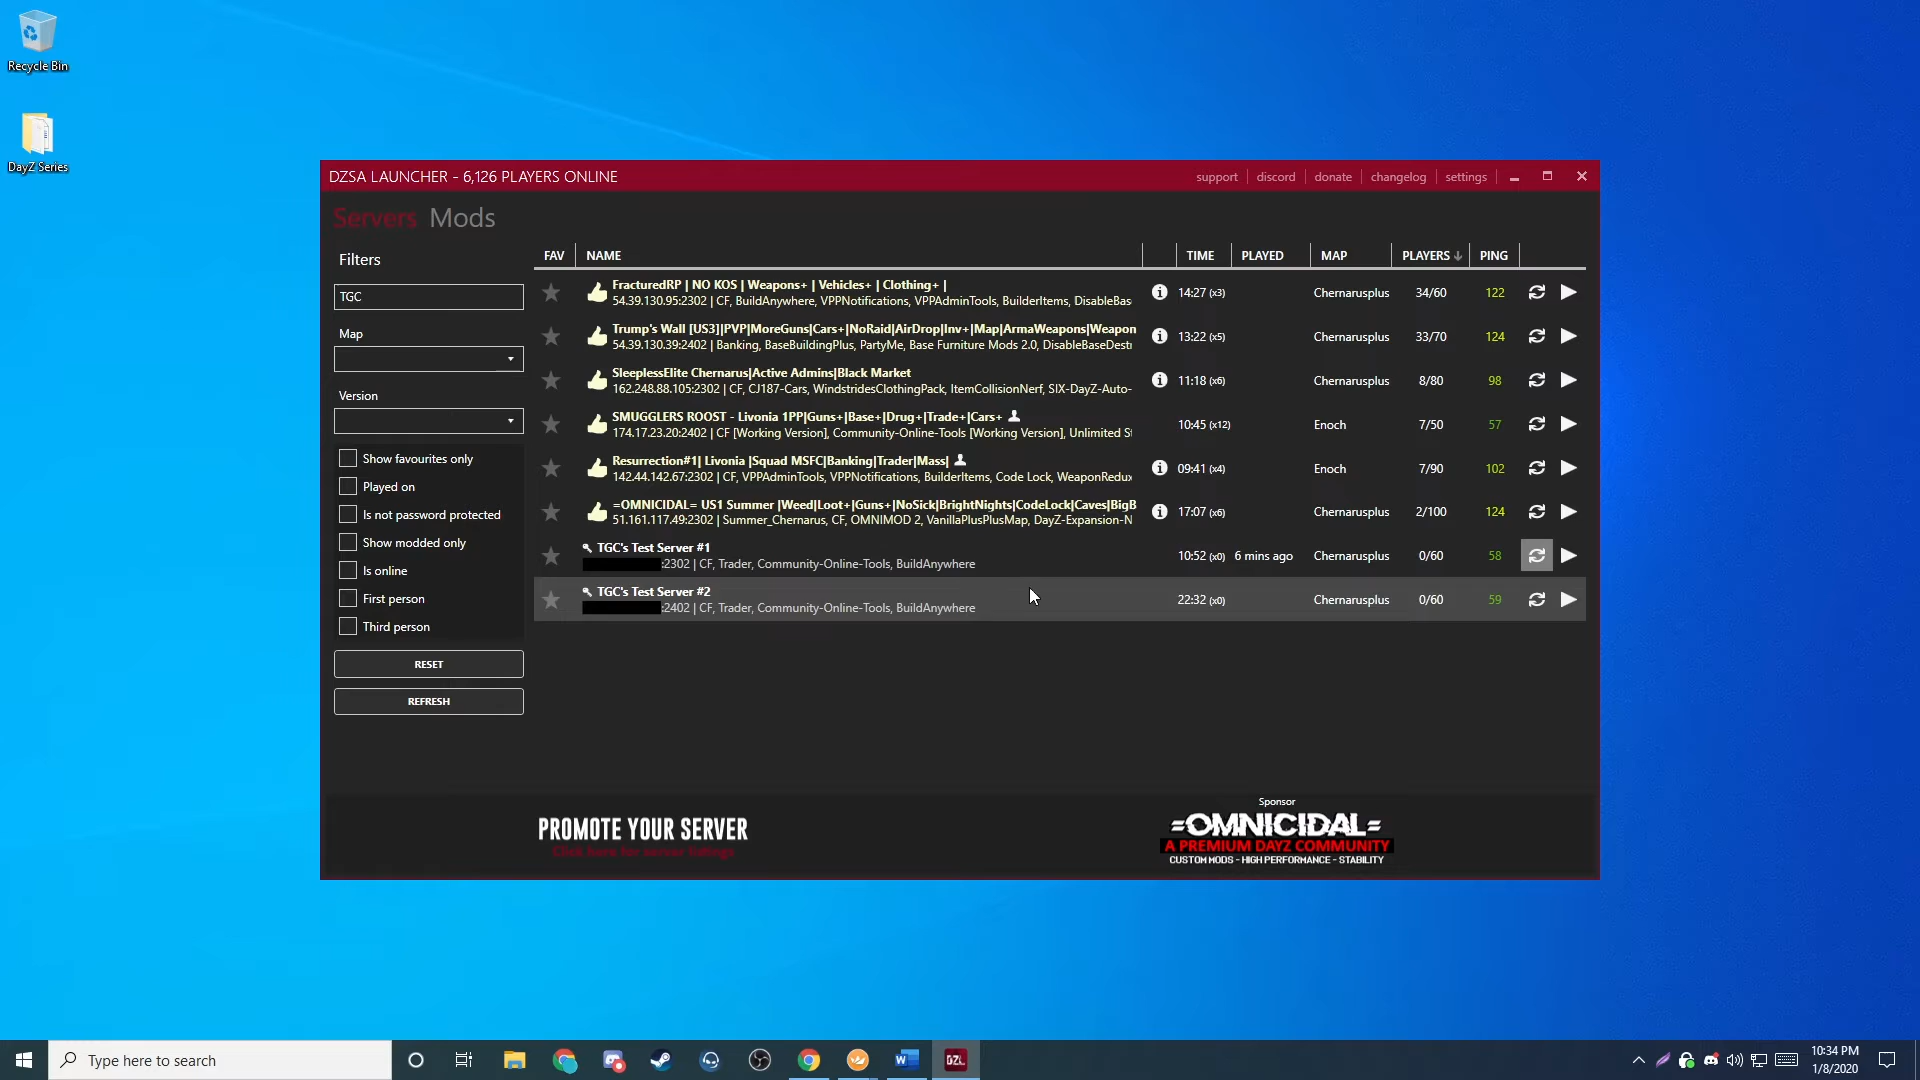 Recycle Bin
DayZ Series
DZSA LAUNCHER - 6,126 PLAYERS ONLINE
support
discord
donate
changelog
settings
Servers
Mods
Filters
TGC
Map
Version
Show favourites only
Played on
Is not password protected
Show modded only
Is online
First person
Third person
RESET
REFRESH
FAV NAME TIME PLAYED MAP PLAYERS PING
FracturedRP | NO KOS | Weapons+ | Vehicles+ | Clothing+ |
54.39.130.95:2302 | CF, BuildAnywhere, VPPNotifications, VPPAdminTools, BuilderItems, DisableBas
14:27 (x3) Chernarusplus 34/60 122
Trump's Wall [US3]|PVP|MoreGuns|Cars+|NoRaid|AirDrop|Inv+|Map|ArmaWeapons|Weapon
54.39.130.39:2402 | Banking, BaseBuildingPlus, PartyMe, Base Furniture Mods 2.0, DisableBaseDestr
13:22 (x5) Chernarusplus 33/70 124
SleeplessElite Chernarus|Active Admins|Black Market
162.248.88.105:2302 | CF, CJ187-Cars, WindstridesClothingPack, ItemCollisionNerf, SIX-DayZ-Auto-
11:18 (x6) Chernarusplus 8/80 98
SMUGGLERS ROOST - Livonia 1PP|Guns+|Base+|Drug+|Trade+|Cars+
174.17.23.20:2402 | CF [Working Version], Community-Online-Tools [Working Version], Unlimited St
10:45 (x12) Enoch 7/50 57
Resurrection#1| Livonia |Squad MSFC|Banking|Trader|Mass|
142.44.142.67:2302 | CF, VPPAdminTools, VPPNotifications, BuilderItems, Code Lock, WeaponRedux
09:41 (x4) Enoch 7/90 102
=OMNICIDAL= US1 Summer |Weed|Loot+|Guns+|NoSick|BrightNights|CodeLock|Caves|BigB
51.161.117.49:2302 | Summer_Chernarus, CF, OMNIMOD 2, VanillaPlusPlusMap, DayZ-Expansion-N
17:07 (x6) Chernarusplus 2/100 124
TGC's Test Server #1
:2302 | CF, Trader, Community-Online-Tools, BuildAnywhere
10:52 (x0) 6 mins ago Chernarusplus 0/60 58
TGC's Test Server #2
:2402 | CF, Trader, Community-Online-Tools, BuildAnywhere
22:32 (x0) Chernarusplus 0/60 59
PROMOTE YOUR SERVER
Click here for server listings
Sponsor
=OMNICIDAL=
A PREMIUM DAYZ COMMUNITY
CUSTOM MODS - HIGH PERFORMANCE - STABILITY
Type here to search
DZL
10:34 PM
1/8/2020